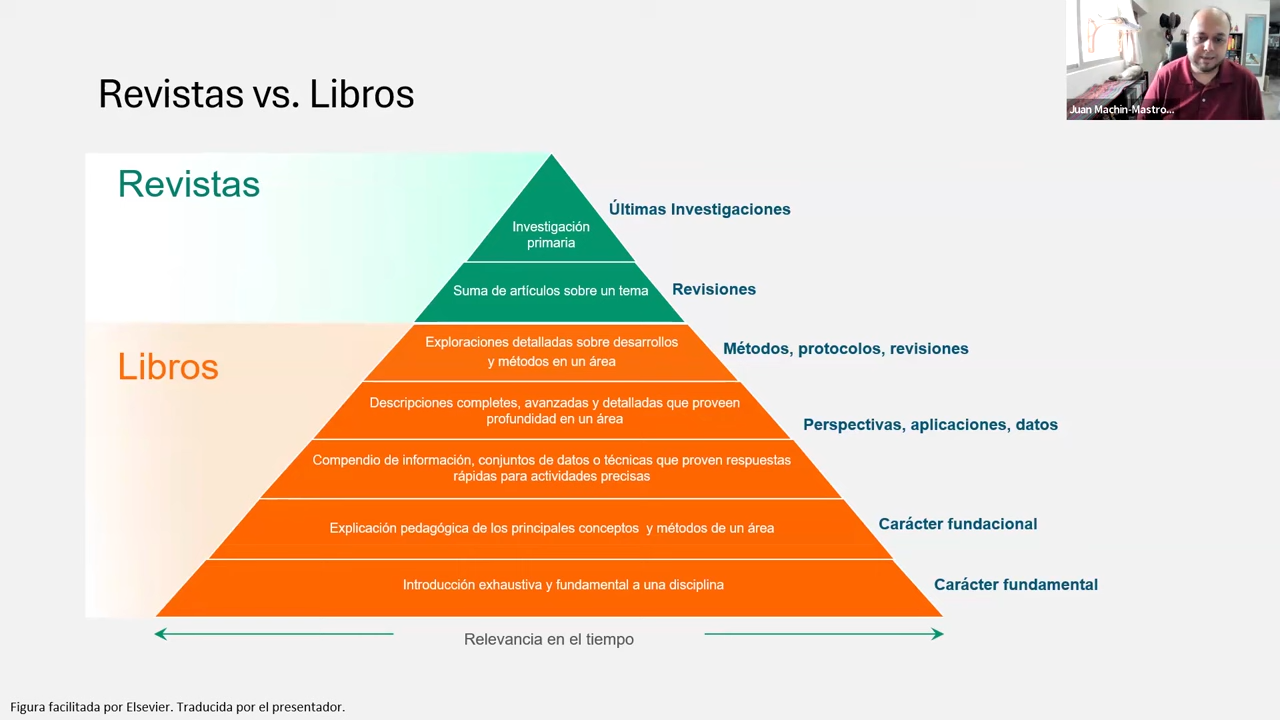 Revistas vs. Libros
Juan Machin-Mastro...
Revistas
Investigación
primaria
Últimas Investigaciones
Suma de artículos sobre un tema
Revisiones
Libros
Exploraciones detalladas sobre desarrollos
y métodos en un área
Métodos, protocolos, revisiones
Descripciones completes, avanzadas y detalladas que proveen
profundidad en un área
Perspectivas, aplicaciones, datos
Compendio de información, conjuntos de datos o técnicas que proven respuestas
rápidas para actividades precisas
Explicación pedagógica de los principales conceptos y métodos de un área
Carácter fundacional
Introducción exhaustiva y fundamental a una disciplina
Carácter fundamental
Relevancia en el tiempo
Figura facilitada por Elsevier. Traducida por el presentador.